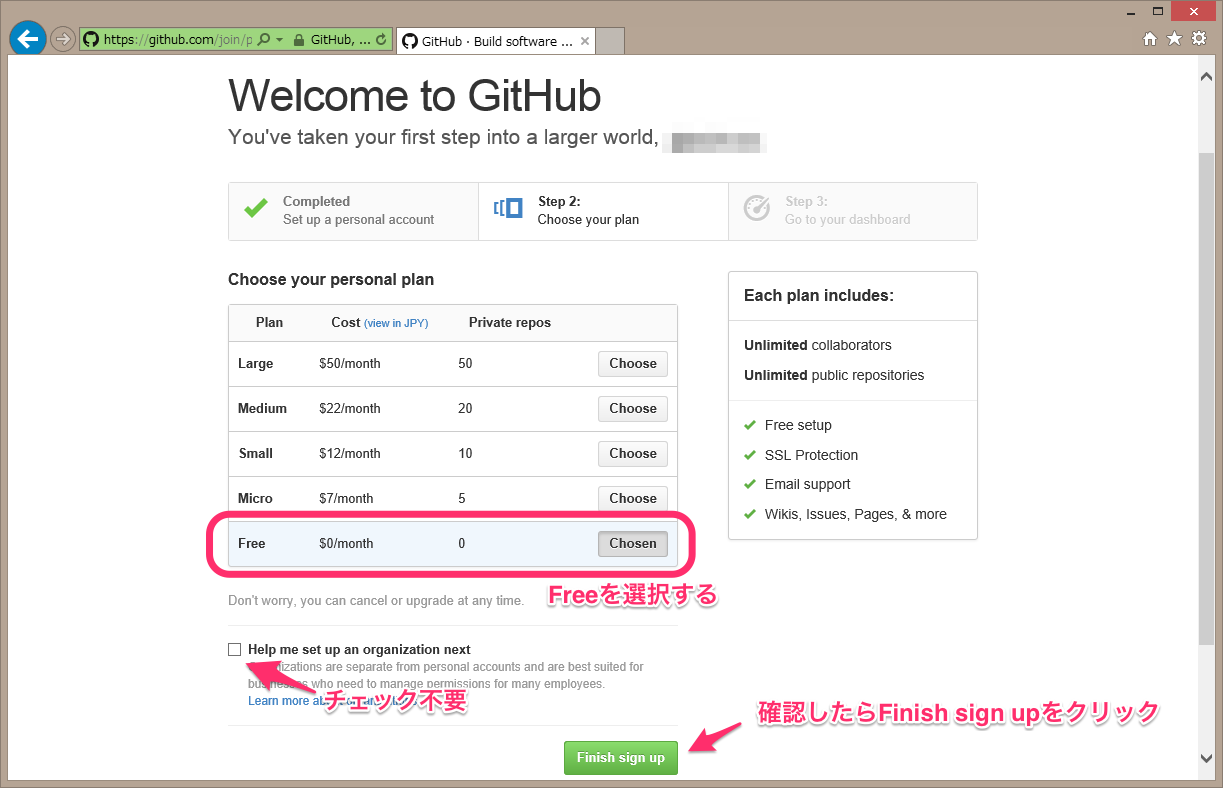 https://github.com/join/p
GitHub, ...
GitHub · Build software ...
Welcome to GitHub
You've taken your first step into a larger world,
Completed
Set up a personal account
Step 2:
Choose your plan
Step 3:
Go to your dashboard
Choose your personal plan
Plan Cost (view in JPY) Private repos
Large $50/month 50 Choose
Medium $22/month 20 Choose
Small $12/month 10 Choose
Micro $7/month 5 Choose
Free $0/month 0 Chosen
Freeを選択する
Don't worry, you can cancel or upgrade at any time.
Each plan includes:
Unlimited collaborators
Unlimited public repositories
Free setup
SSL Protection
Email support
Wikis, Issues, Pages, & more
Help me set up an organization next
are separate from personal accounts and are best suited for
who need to manage permissions for many employees.
Learn more
チェック不要
確認したらFinish sign upをクリック
Finish sign up